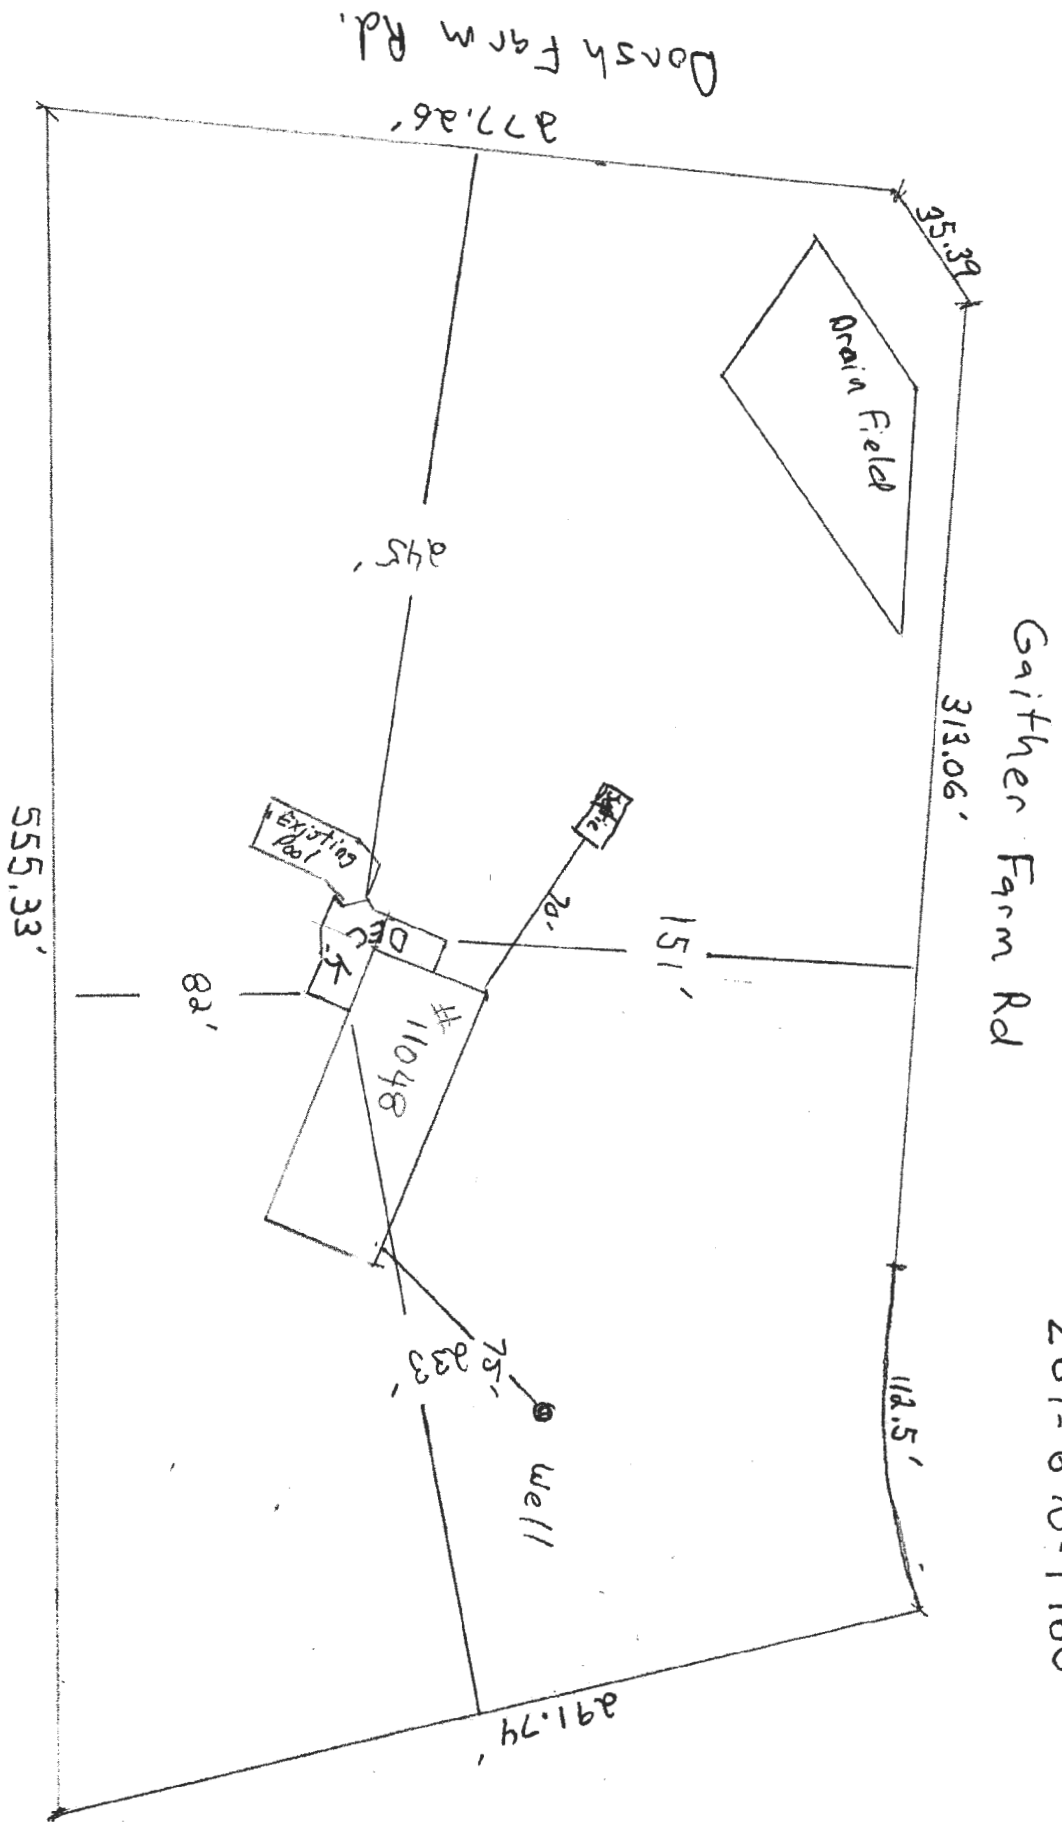 Gaither Farm Rd
Dorsh Farm Rd.
35.39
313.06'
112.5'
277.26'
Drain Field
151'
Septic
70'
245'
D
E
C
K
Existing
pool
# 11048
75'
Well
233'
82'
291.74'
555.33'